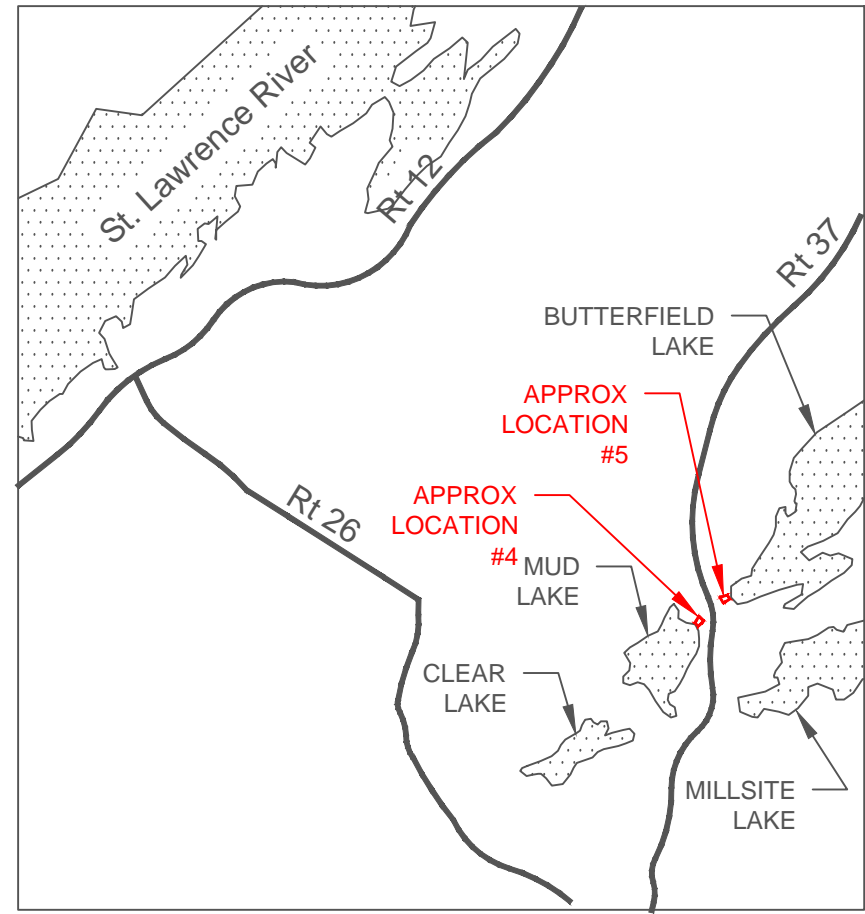 St. Lawrence River
Rt 12
Rt 37
BUTTERFIELD
LAKE
APPROX
LOCATION
#5
Rt 26
APPROX
LOCATION
#4
MUD
LAKE
CLEAR
LAKE
MILLSITE
LAKE